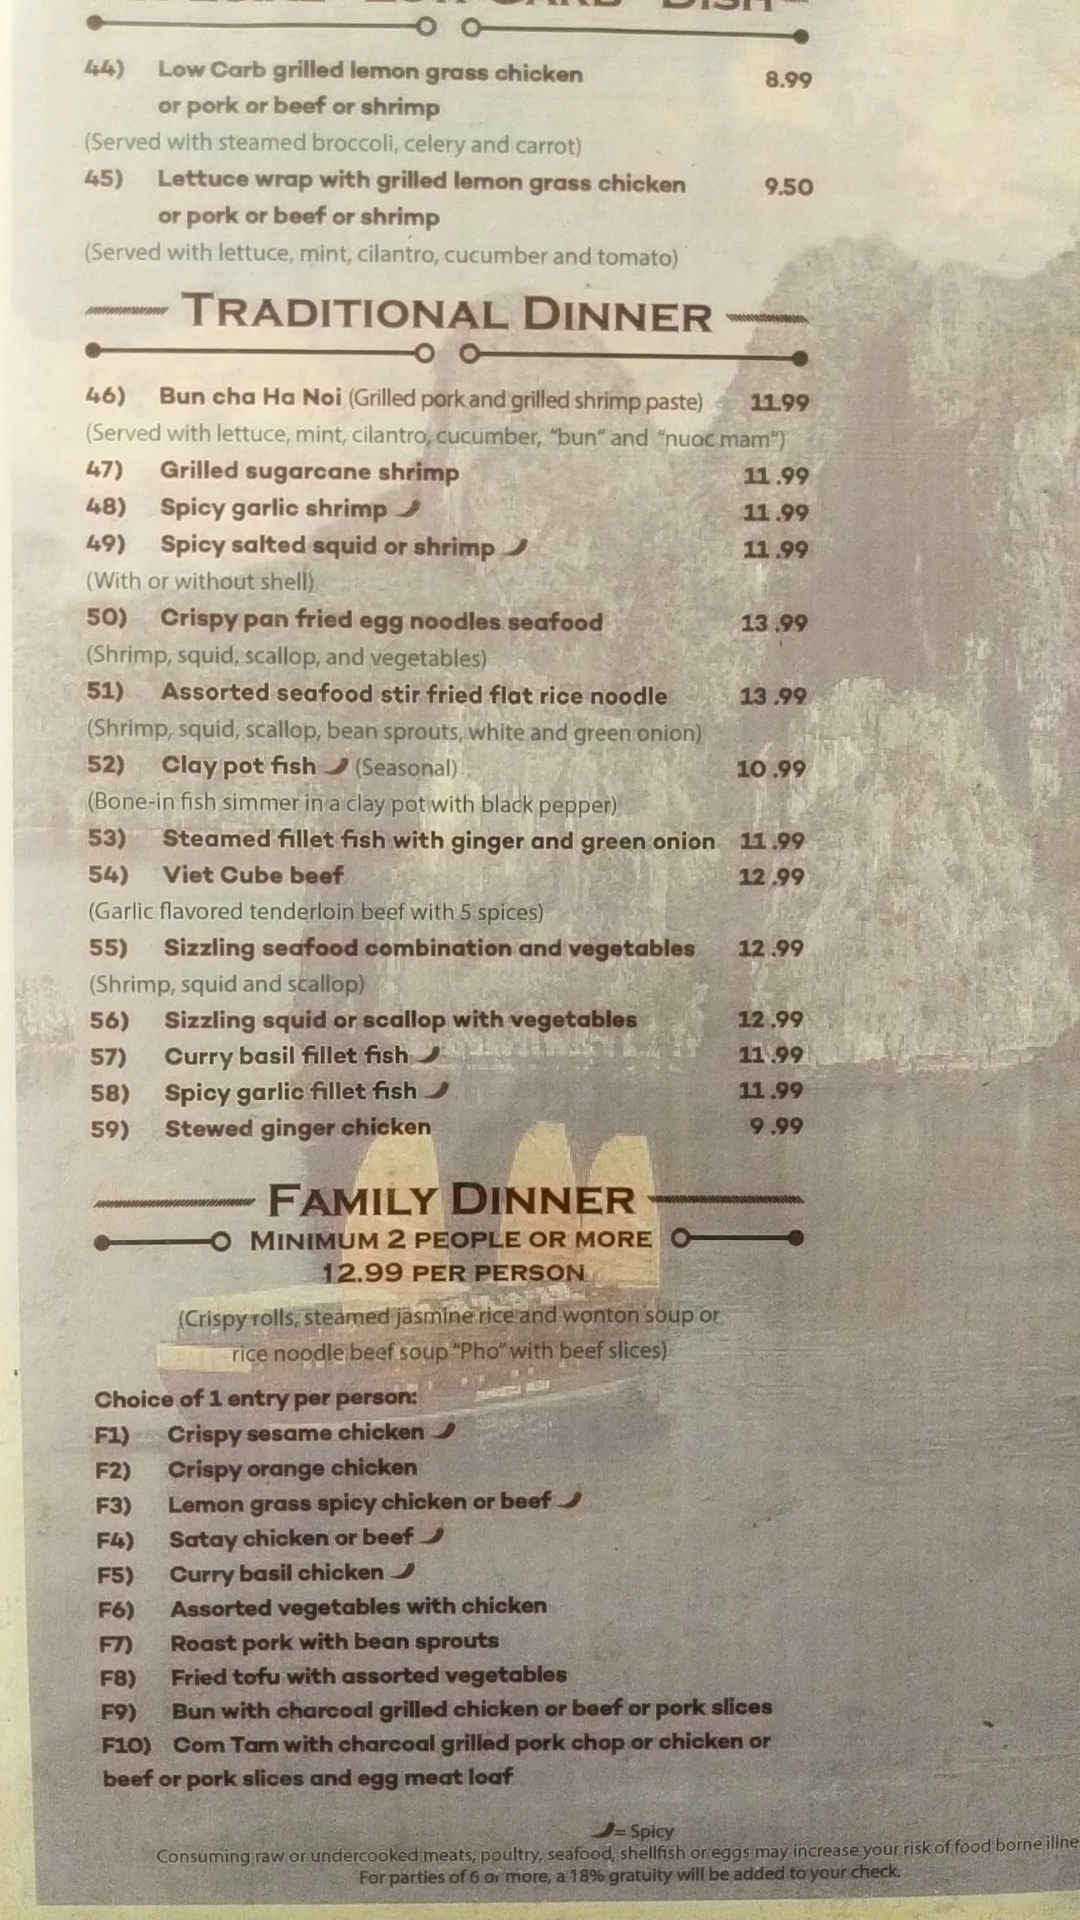 SPECIAL "LOW CARB" DISH
44) Low Carb grilled lemon grass chicken 8.99
or pork or beef or shrimp
(Served with steamed broccoli, celery and carrot)
45) Lettuce wrap with grilled lemon grass chicken 9.50
or pork or beef or shrimp
(Served with lettuce, mint, cilantro, cucumber and tomato)
TRADITIONAL DINNER
46) Bun cha Ha Noi (Grilled pork and grilled shrimp paste) 11.99
(Served with lettuce, mint, cilantro, cucumber, "bun" and "nuoc mam")
47) Grilled sugarcane shrimp 11.99
48) Spicy garlic shrimp 11.99
49) Spicy salted squid or shrimp 11.99
(With or without shell)
50) Crispy pan fried egg noodles seafood 13.99
(Shrimp, squid, scallop, and vegetables)
51) Assorted seafood stir fried flat rice noodle 13.99
(Shrimp, squid, scallop, bean sprouts, white and green onion)
52) Clay pot fish (Seasonal) 10.99
(Bone-in fish simmer in a clay pot with black pepper)
53) Steamed fillet fish with ginger and green onion 11.99
54) Viet Cube beef 12.99
(Garlic flavored tenderloin beef with 5 spices)
55) Sizzling seafood combination and vegetables 12.99
(Shrimp, squid and scallop)
56) Sizzling squid or scallop with vegetables 12.99
57) Curry basil fillet fish 11.99
58) Spicy garlic fillet fish 11.99
59) Stewed ginger chicken 9.99
FAMILY DINNER
MINIMUM 2 PEOPLE OR MORE
12.99 PER PERSON
(Crispy rolls, steamed jasmine rice and wonton soup or
rice noodle beef soup "Pho" with beef slices)
Choice of 1 entry per person:
F1) Crispy sesame chicken
F2) Crispy orange chicken
F3) Lemon grass spicy chicken or beef
F4) Satay chicken or beef
F5) Curry basil chicken
F6) Assorted vegetables with chicken
F7) Roast pork with bean sprouts
F8) Fried tofu with assorted vegetables
F9) Bun with charcoal grilled chicken or beef or pork slices
F10) Com Tam with charcoal grilled pork chop or chicken or
beef or pork slices and egg meat loaf
= Spicy
Consuming raw or undercooked meats, poultry, seafood, shellfish or eggs may increase your risk of food borne illne
For parties of 6 or more, a 18% gratuity will be added to your check.